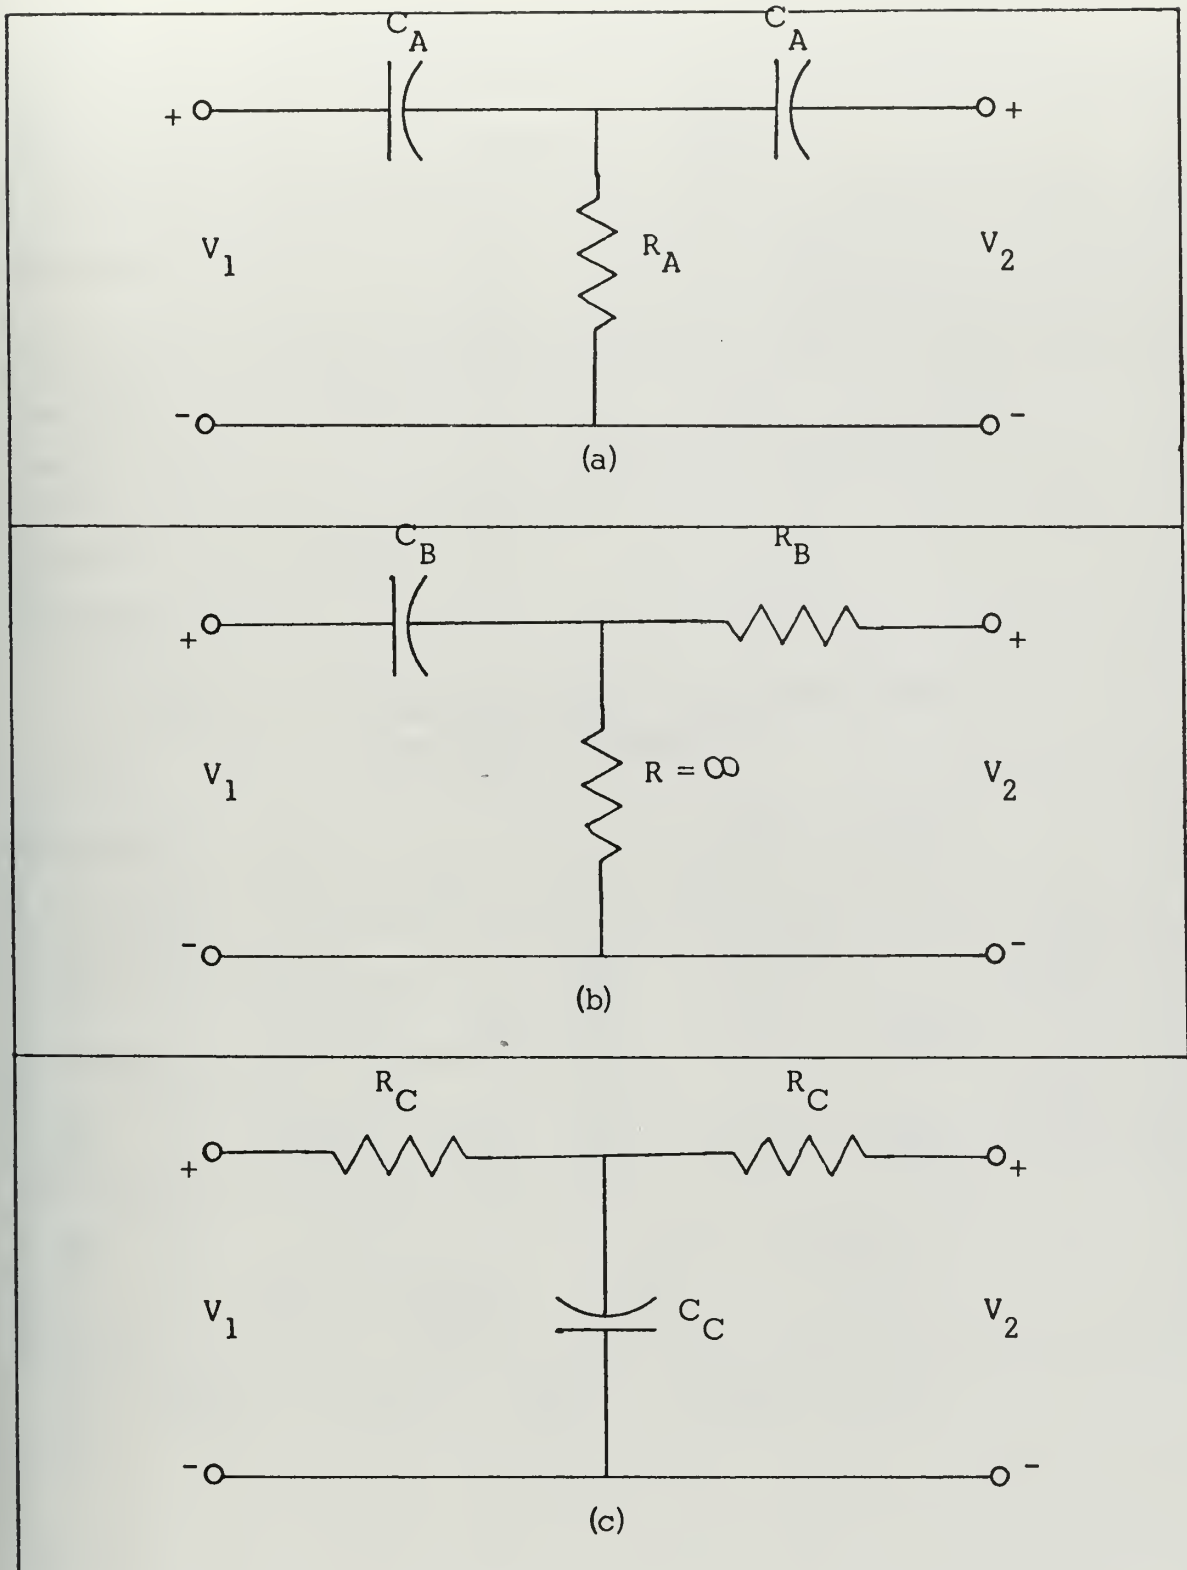 C_A C_A
+ +
V_1 R_A V_2
- -
(a)
C_B R_B
+ +
V_1 R = ∞ V_2
- -
(b)
R_C R_C
+ +
V_1 C_C V_2
- -
(c)